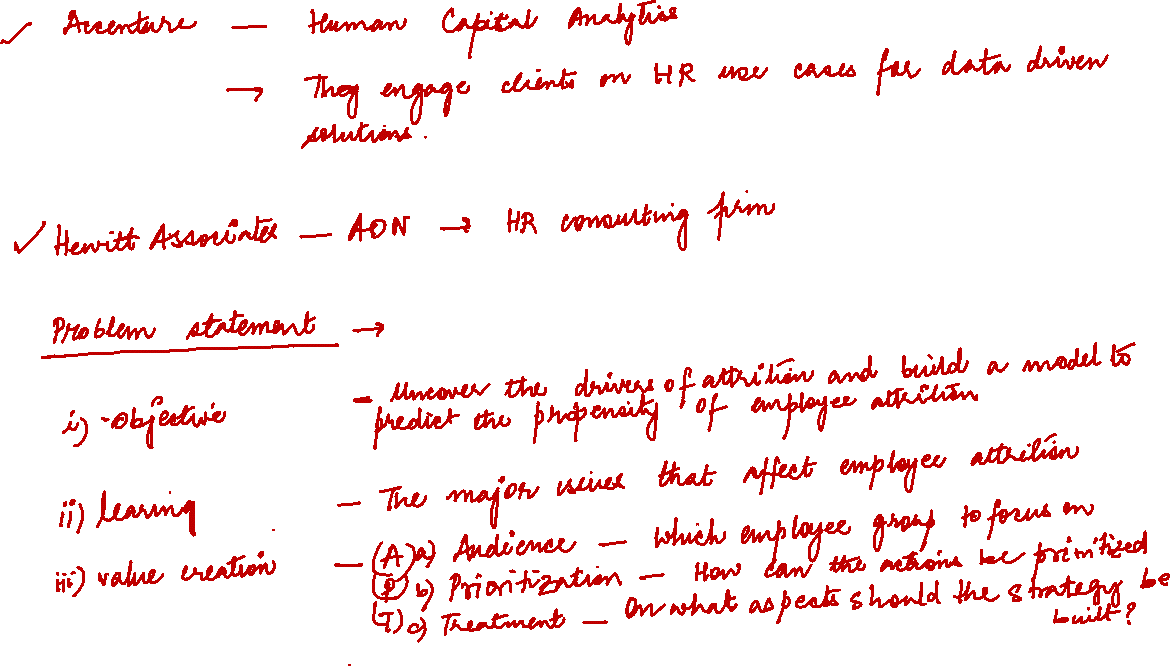 ✓ Accenture — Human Capital Analytics
→ They engage clients on HR use cases for data driven
solutions.
✓ Hewitt Associates — AON → HR consulting firm
Problem statement →
i) - Objective — Uncover the drivers of attrition and build a model to
predict the propensity of employee attrition
ii) learing — The major issues that affect employee attrition
iii) value creation — (A) a) Audience — which employee group to focus on
(P) b) Prioritization — How can the actions be prioritized
(T) c) Treatment — On what aspects should the strategy be
built?